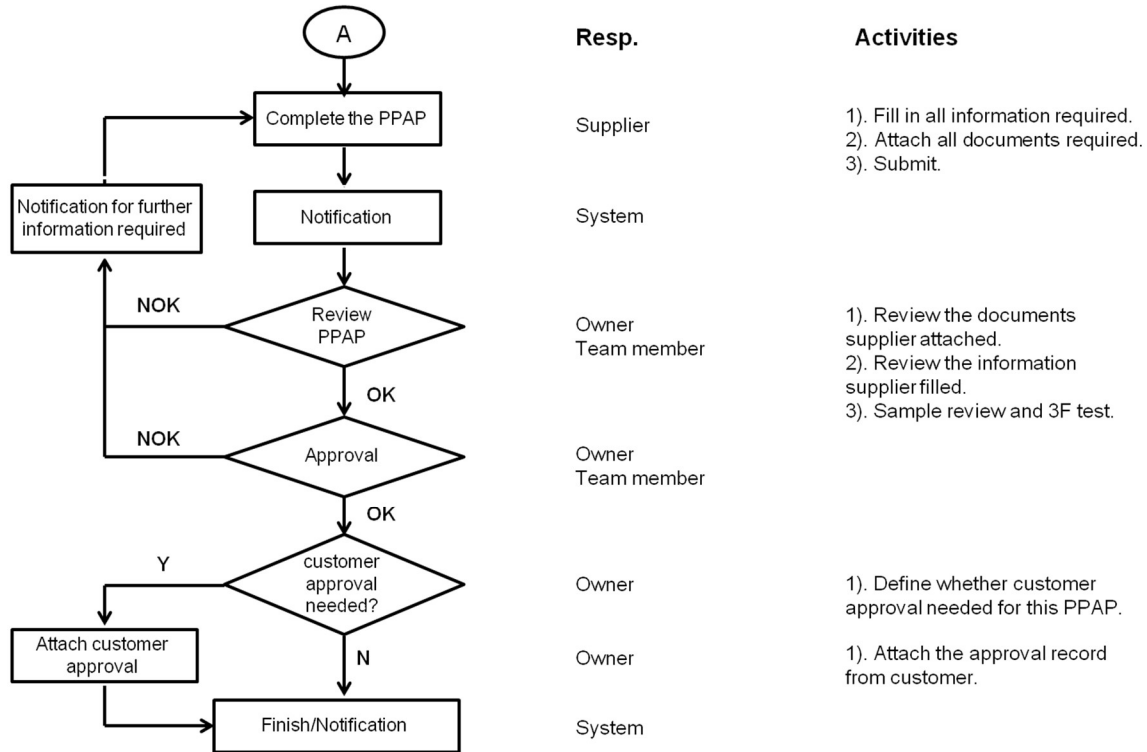 A
Resp.
Activities
Complete the PPAP
Supplier
1). Fill in all information required.
2). Attach all documents required.
3). Submit.
Notification for further
information required
Notification
System
NOK
Review
PPAP
Owner
Team member
1). Review the documents
supplier attached.
2). Review the information
supplier filled.
3). Sample review and 3F test.
OK
NOK
Approval
Owner
Team member
OK
Y
customer
approval
needed?
Owner
1). Define whether customer
approval needed for this PPAP.
Attach customer
approval
N
Owner
1). Attach the approval record
from customer.
Finish/Notification
System